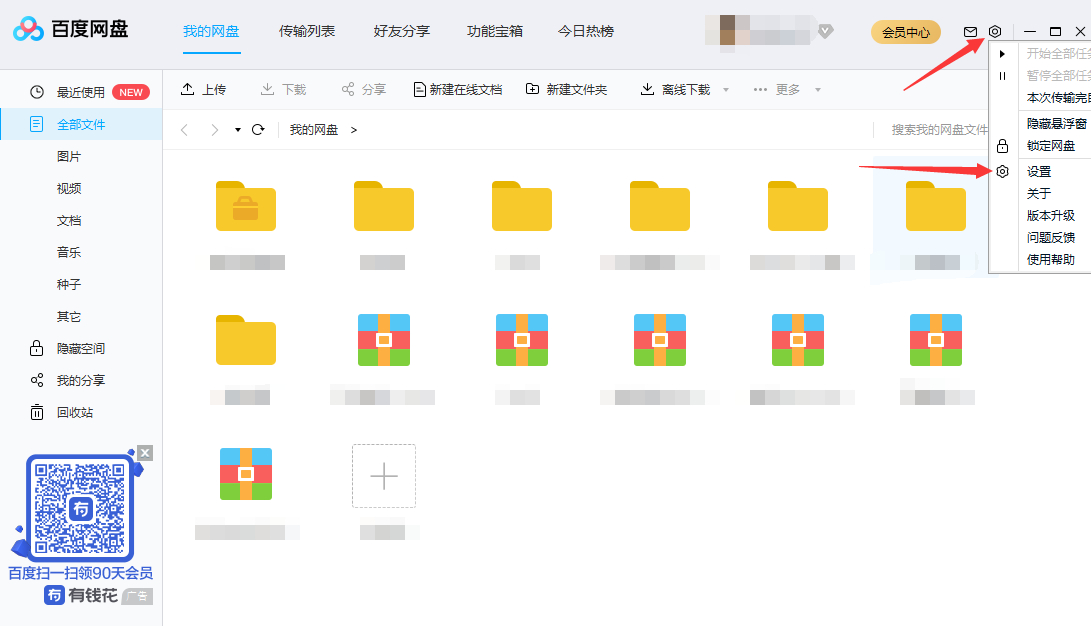 百度网盘
我的网盘 传输列表 好友分享 功能宝箱 今日热榜
会员中心
最近使用 NEW
全部文件
图片
视频
文档
音乐
种子
其它
隐藏空间
我的分享
回收站
上传 下载 分享 新建在线文档 新建文件夹 离线下载 更多
我的网盘 >
搜索我的网盘文件
开始全部任
暂停全部任
本次传输完
隐藏悬浮窗
锁定网盘
设置
关于
版本升级
问题反馈
使用帮助
百度扫一扫领90天会员
有钱花 广告